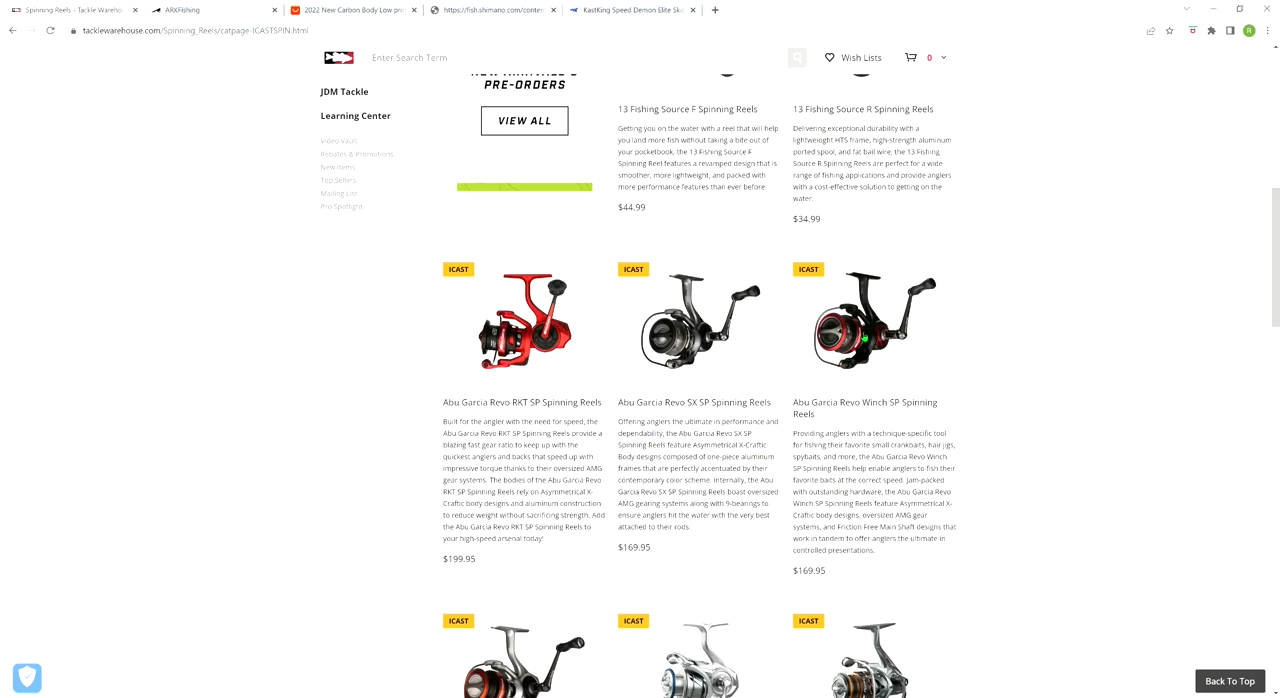 Spinning Reels - Tackle Wareho
ARKFishing
2022 New Carbon Body Low pro
https://fish.shimano.com/conten
KastKing Speed Demon Elite Ski
tacklewarehouse.com/Spinning_Reels/catpage-ICASTSPIN.html
R
Enter Search Term
Wish Lists
0
JDM Tackle
Learning Center
Video Vault
Rebates & Promotions
New Items
Top Sellers
Mailing List
Pro Spotlight
NEW ARRIVALS &
PRE-ORDERS
VIEW ALL
13 Fishing Source F Spinning Reels
Getting you on the water with a reel that will help
you land more fish without taking a bite out of
your pocketbook, the 13 Fishing Source F
Spinning Reel features a revamped design that is
smoother, more lightweight, and packed with
more performance features than ever before.
$44.99
13 Fishing Source R Spinning Reels
Delivering exceptional durability with a
lightweioght HTS frame, high-strength aluminum
ported spool, and fat bail wire, the 13 Fishing
Source R Spinning Reels are perfect for a wide
range of fishing applications and provide anglers
with a cost-effective solution to getting on the
water.
$34.99
ICAST
Abu Garcia Revo RKT SP Spinning Reels
Built for the angler with the need for speed, the
Abu Garcia Revo RKT SP Spinning Reels provide a
blazing fast gear ratio to keep up with the
quickest anglers and backs that speed up with
impressive torque thanks to their oversized AMG
gear systems. The bodies of the Abu Garcia Revo
RKT SP Spinning Reels rely on Asymmetrical X-
Craftic body designs and aluminum construction
to reduce weight without sacrificing strength. Add
the Abu Garcia Revo RKT SP Spinning Reels to
your high-speed arsenal today!
$199.95
ICAST
Abu Garcia Revo SX SP Spinning Reels
Offering anglers the ultimate in performance and
dependability, the Abu Garcia Revo SX SP
Spinning Reels feature Asymmetrical X-Craftic
Body designs composed of one-piece aluminum
frames that are perfectly accentuated by their
contemporary color scheme. Internally, the Abu
Garcia Revo SX SP Spinning Reels boast oversized
AMG gearing systems along with 9-bearings to
ensure anglers hit the water with the very best
attached to their rods.
$169.95
ICAST
Abu Garcia Revo Winch SP Spinning
Reels
Providing anglers with a technique-specific tool
for fishing their favorite small crankbaits, hair jigs,
spybaits, and more, the Abu Garcia Revo Winch
SP Spinning Reels help enable anglers to fish their
favorite baits at the correct speed. Jam-packed
with outstanding hardware, the Abu Garcia Revo
Winch SP Spinning Reels feature Asymmetrical X-
Craftic body designs, oversized AMG gear
systems, and Friction Free Main Shaft designs that
work in tandem to offer anglers the ultimate in
controlled presentations.
$169.95
ICAST
ICAST
ICAST
Back To Top